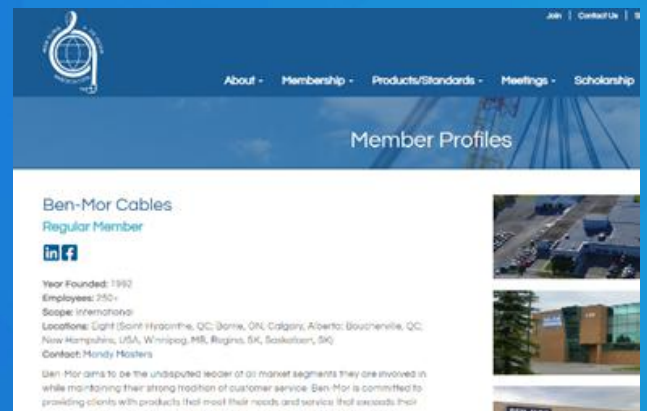 Join | Contact Us |
About - Membership - Products/Standards - Meetings - Scholarship
Member Profiles
Ben-Mor Cables
Regular Member
in f
Year Founded: 1992
Employees: 250+
Scope: International
Locations: Eight (Saint Hyacinthe, QC; Barrie, ON, Calgary, Alberta; Boucherville, QC;
New Hampshire, USA, Winnipeg, MB, Regina, SK, Saskatoon, SK)
Contact: Mandy Masters
Ben-Mor aims to be the undisputed leader of all market segments they are involved in
while maintaining their strong tradition of customer service. Ben-Mor is committed to
providing clients with products that meet their needs and service that exceeds their